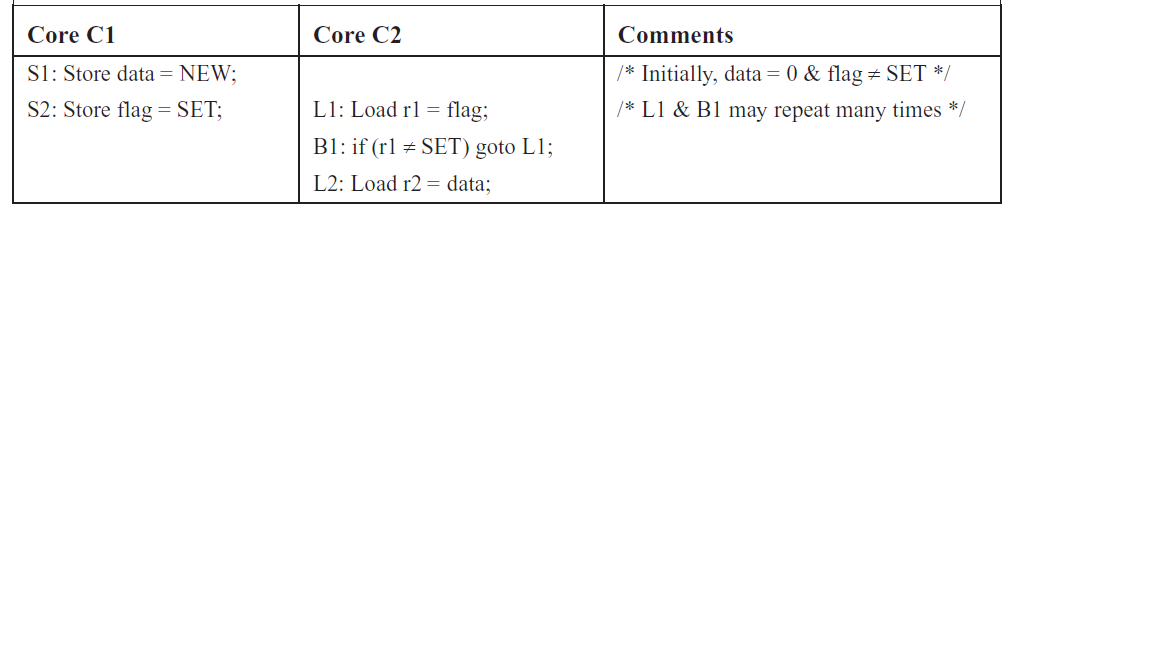 Core C1 Core C2 Comments
S1: Store data = NEW; /* Initially, data = 0 & flag ≠ SET */
S2: Store flag = SET; L1: Load r1 = flag; /* L1 & B1 may repeat many times */
B1: if (r1 ≠ SET) goto L1;
L2: Load r2 = data;